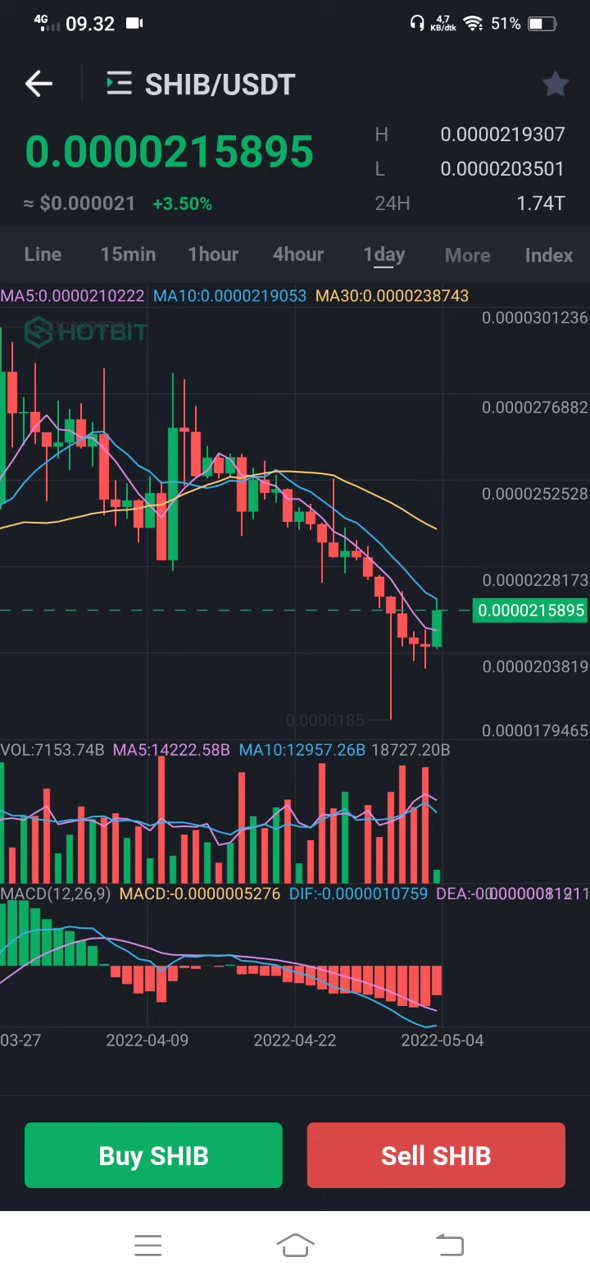 4G 09.32 4,7 KB/dtk 51%
SHIB/USDT
0.0000215895
H 0.0000219307
L 0.0000203501
≈ $0.000021 +3.50%
24H 1.74T
Line 15min 1hour 4hour 1day More Index
MA5:0.0000210222 MA10:0.0000219053 MA30:0.0000238743
0.0000301236
HOTBIT
0.0000276882
0.0000252528
0.0000228173
0.0000215895
0.0000203819
0.0000185
0.0000179465
VOL:7153.74B MA5:14222.58B MA10:12957.26B 18727.20B
MACD(12,26,9) MACD:-0.0000005276 DIF:-0.0000010759 DEA:
03-27 2022-04-09 2022-04-22 2022-05-04
Buy SHIB Sell SHIB